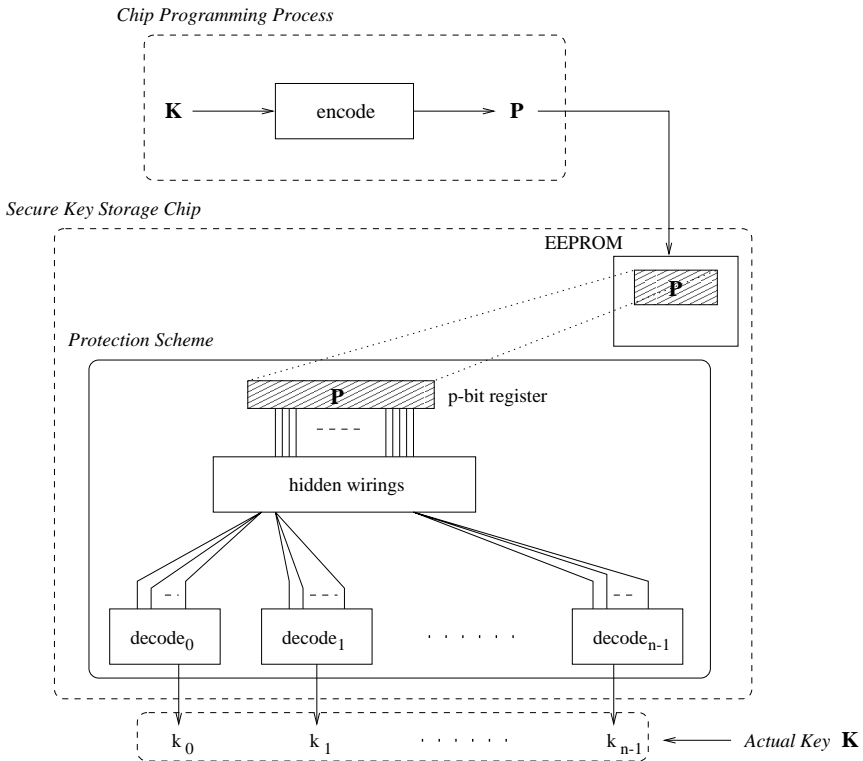 Chip Programming Process
K encode P
Secure Key Storage Chip
EEPROM
P
Protection Scheme
P p-bit register
hidden wirings
decode0 decode1 . . . . . . decoden-1
k0 k1 . . . . . . kn-1 Actual Key K